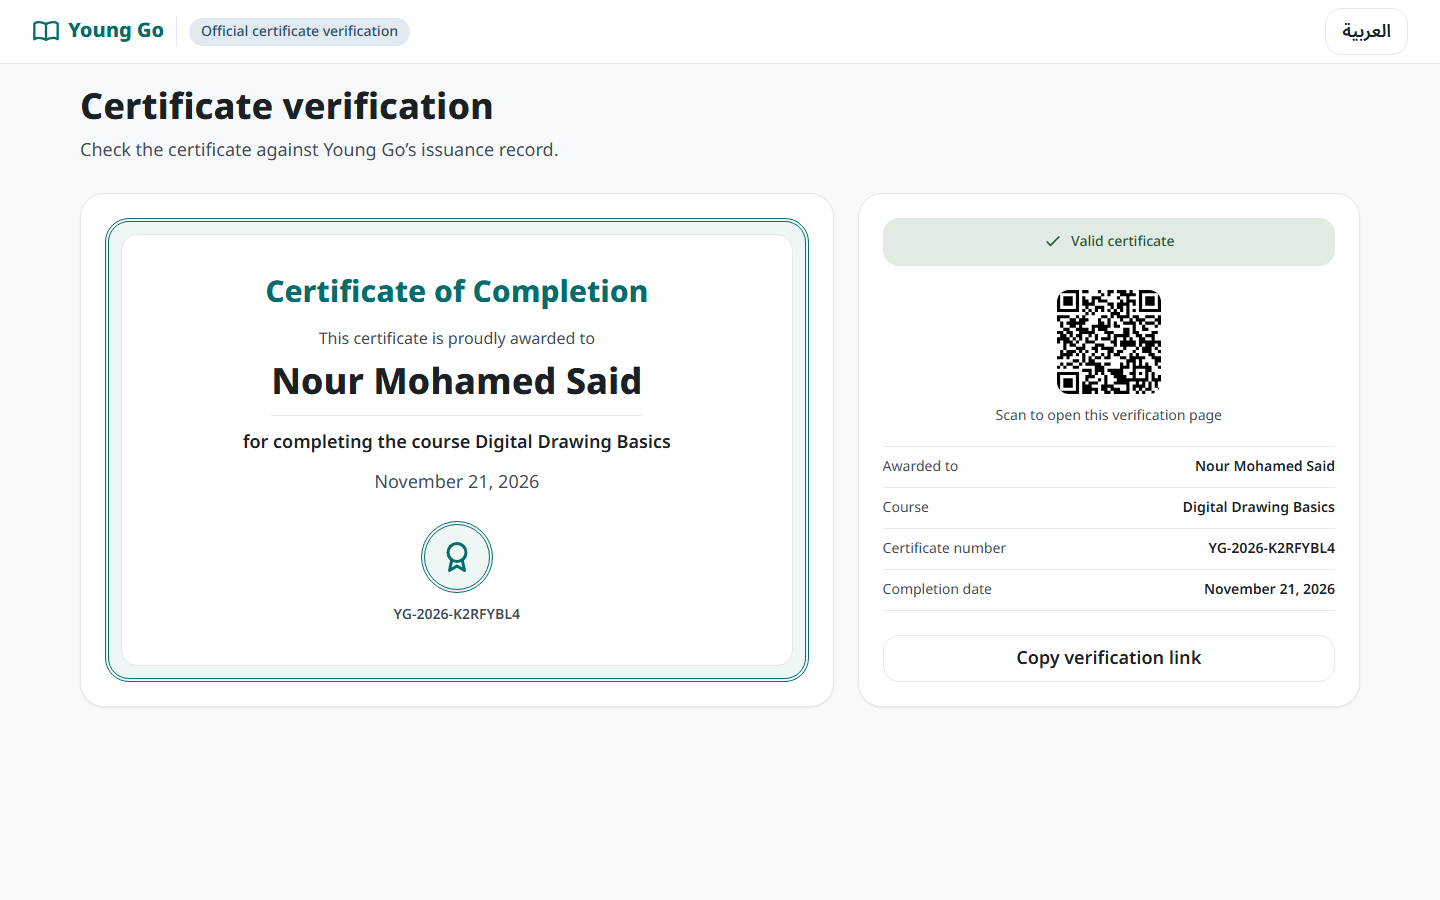 Young Go
Official certificate verification
العربية
Certificate verification
Check the certificate against Young Go’s issuance record.
Certificate of Completion
This certificate is proudly awarded to
Nour Mohamed Said
for completing the course Digital Drawing Basics
November 21, 2026
YG-2026-K2RFYBL4
Valid certificate
Scan to open this verification page
Awarded to Nour Mohamed Said
Course Digital Drawing Basics
Certificate number YG-2026-K2RFYBL4
Completion date November 21, 2026
Copy verification link